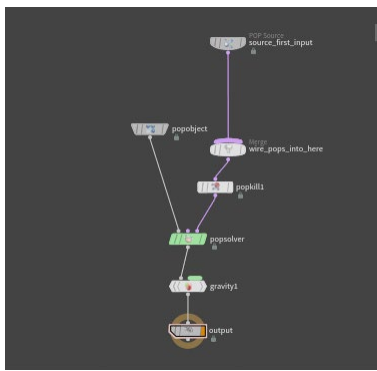 POP Source
source_first_input
popobject
Merge
wire_pops_into_here
popkill1
popsolver
gravity1
output